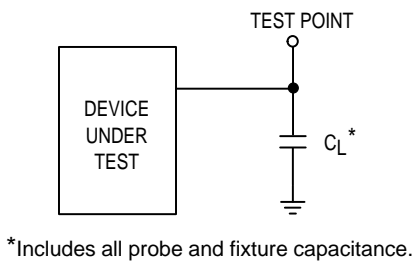 TEST POINT
DEVICE
UNDER
TEST
CL*
*Includes all probe and fixture capacitance.